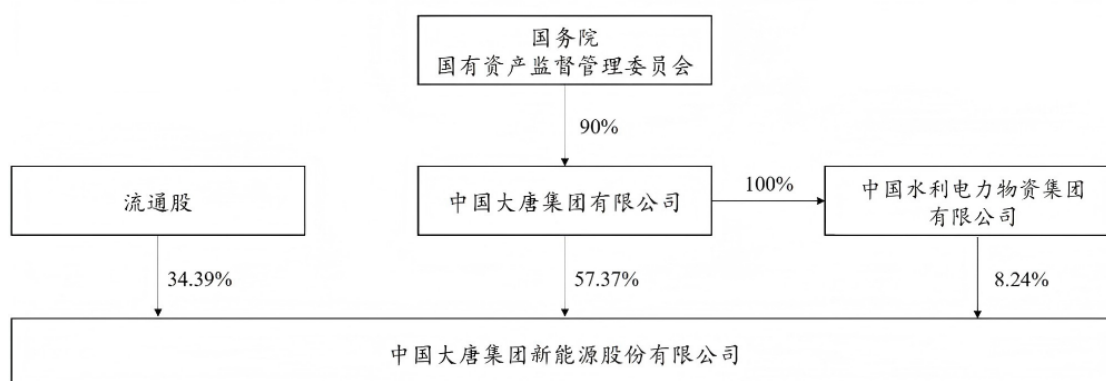 国务院
国有资产监督管理委员会
90%
流通股
中国大唐集团有限公司
100%
中国水利电力物资集团
有限公司
34.39%
57.37%
8.24%
中国大唐集团新能源股份有限公司